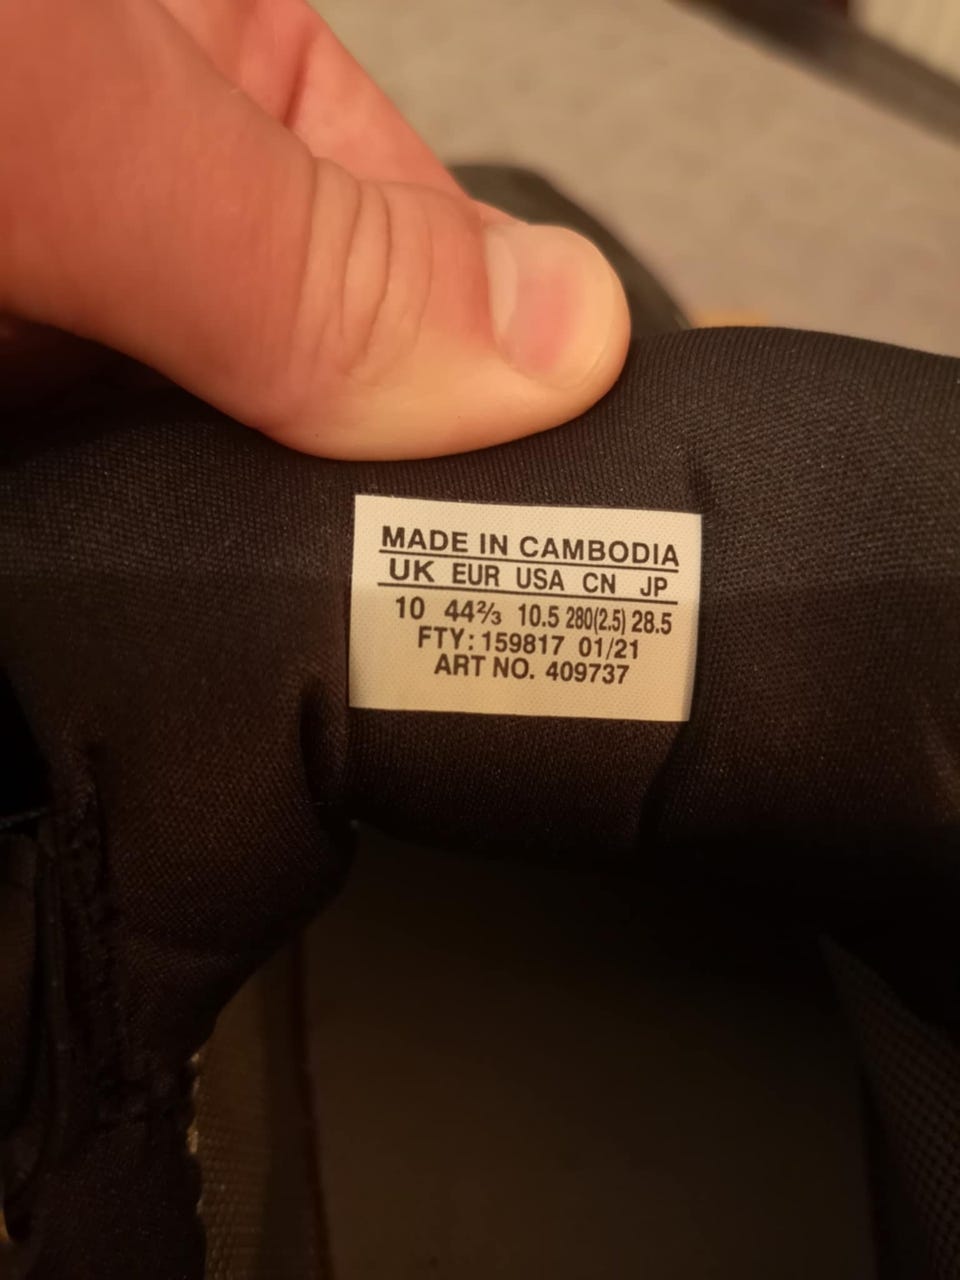 MADE IN CAMBODIA
UK EUR USA CN JP
10 44⅔ 10.5 280(2.5) 28.5
FTY: 159817 01/21
ART NO. 409737